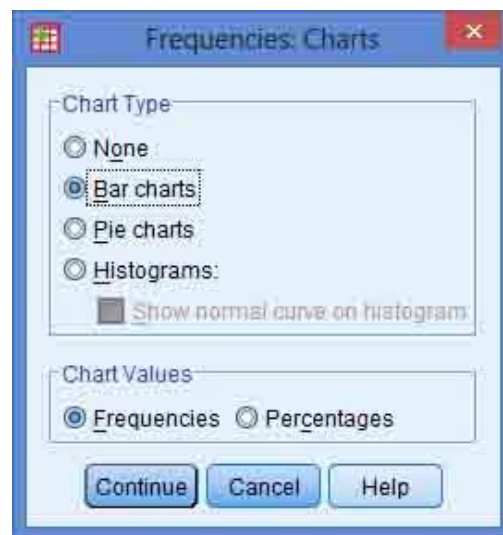 Frequencies: Charts
Chart Type
None
Bar charts
Pie charts
Histograms:
Show normal curve on histogram
Chart Values
Frequencies Percentages
Continue Cancel Help